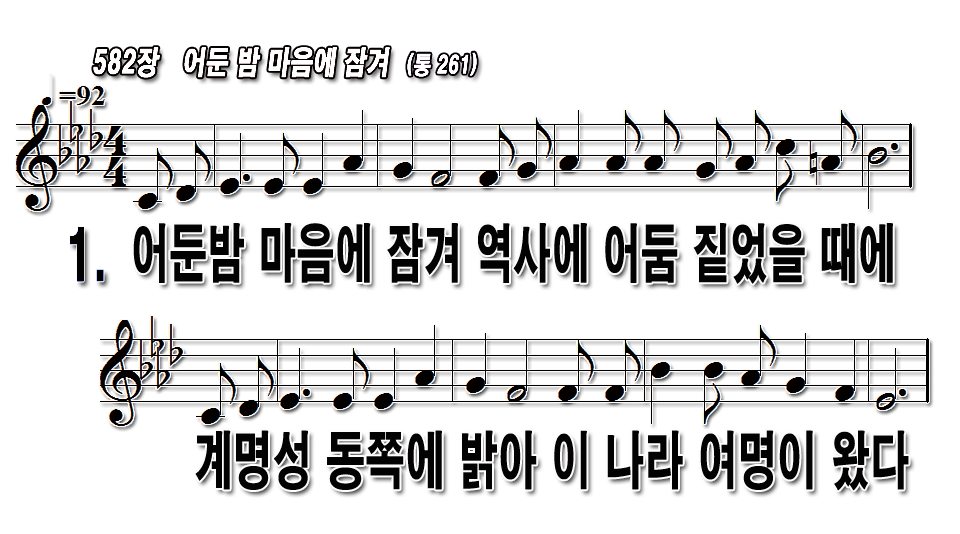 582장 어둔 밤 마음에 잠겨 (통 261)
♩=92
4
4
1. 어둔밤 마음에 잠겨 역사에 어둠 짙었을 때에
계명성 동쪽에 밝아 이 나라 여명이 왔다